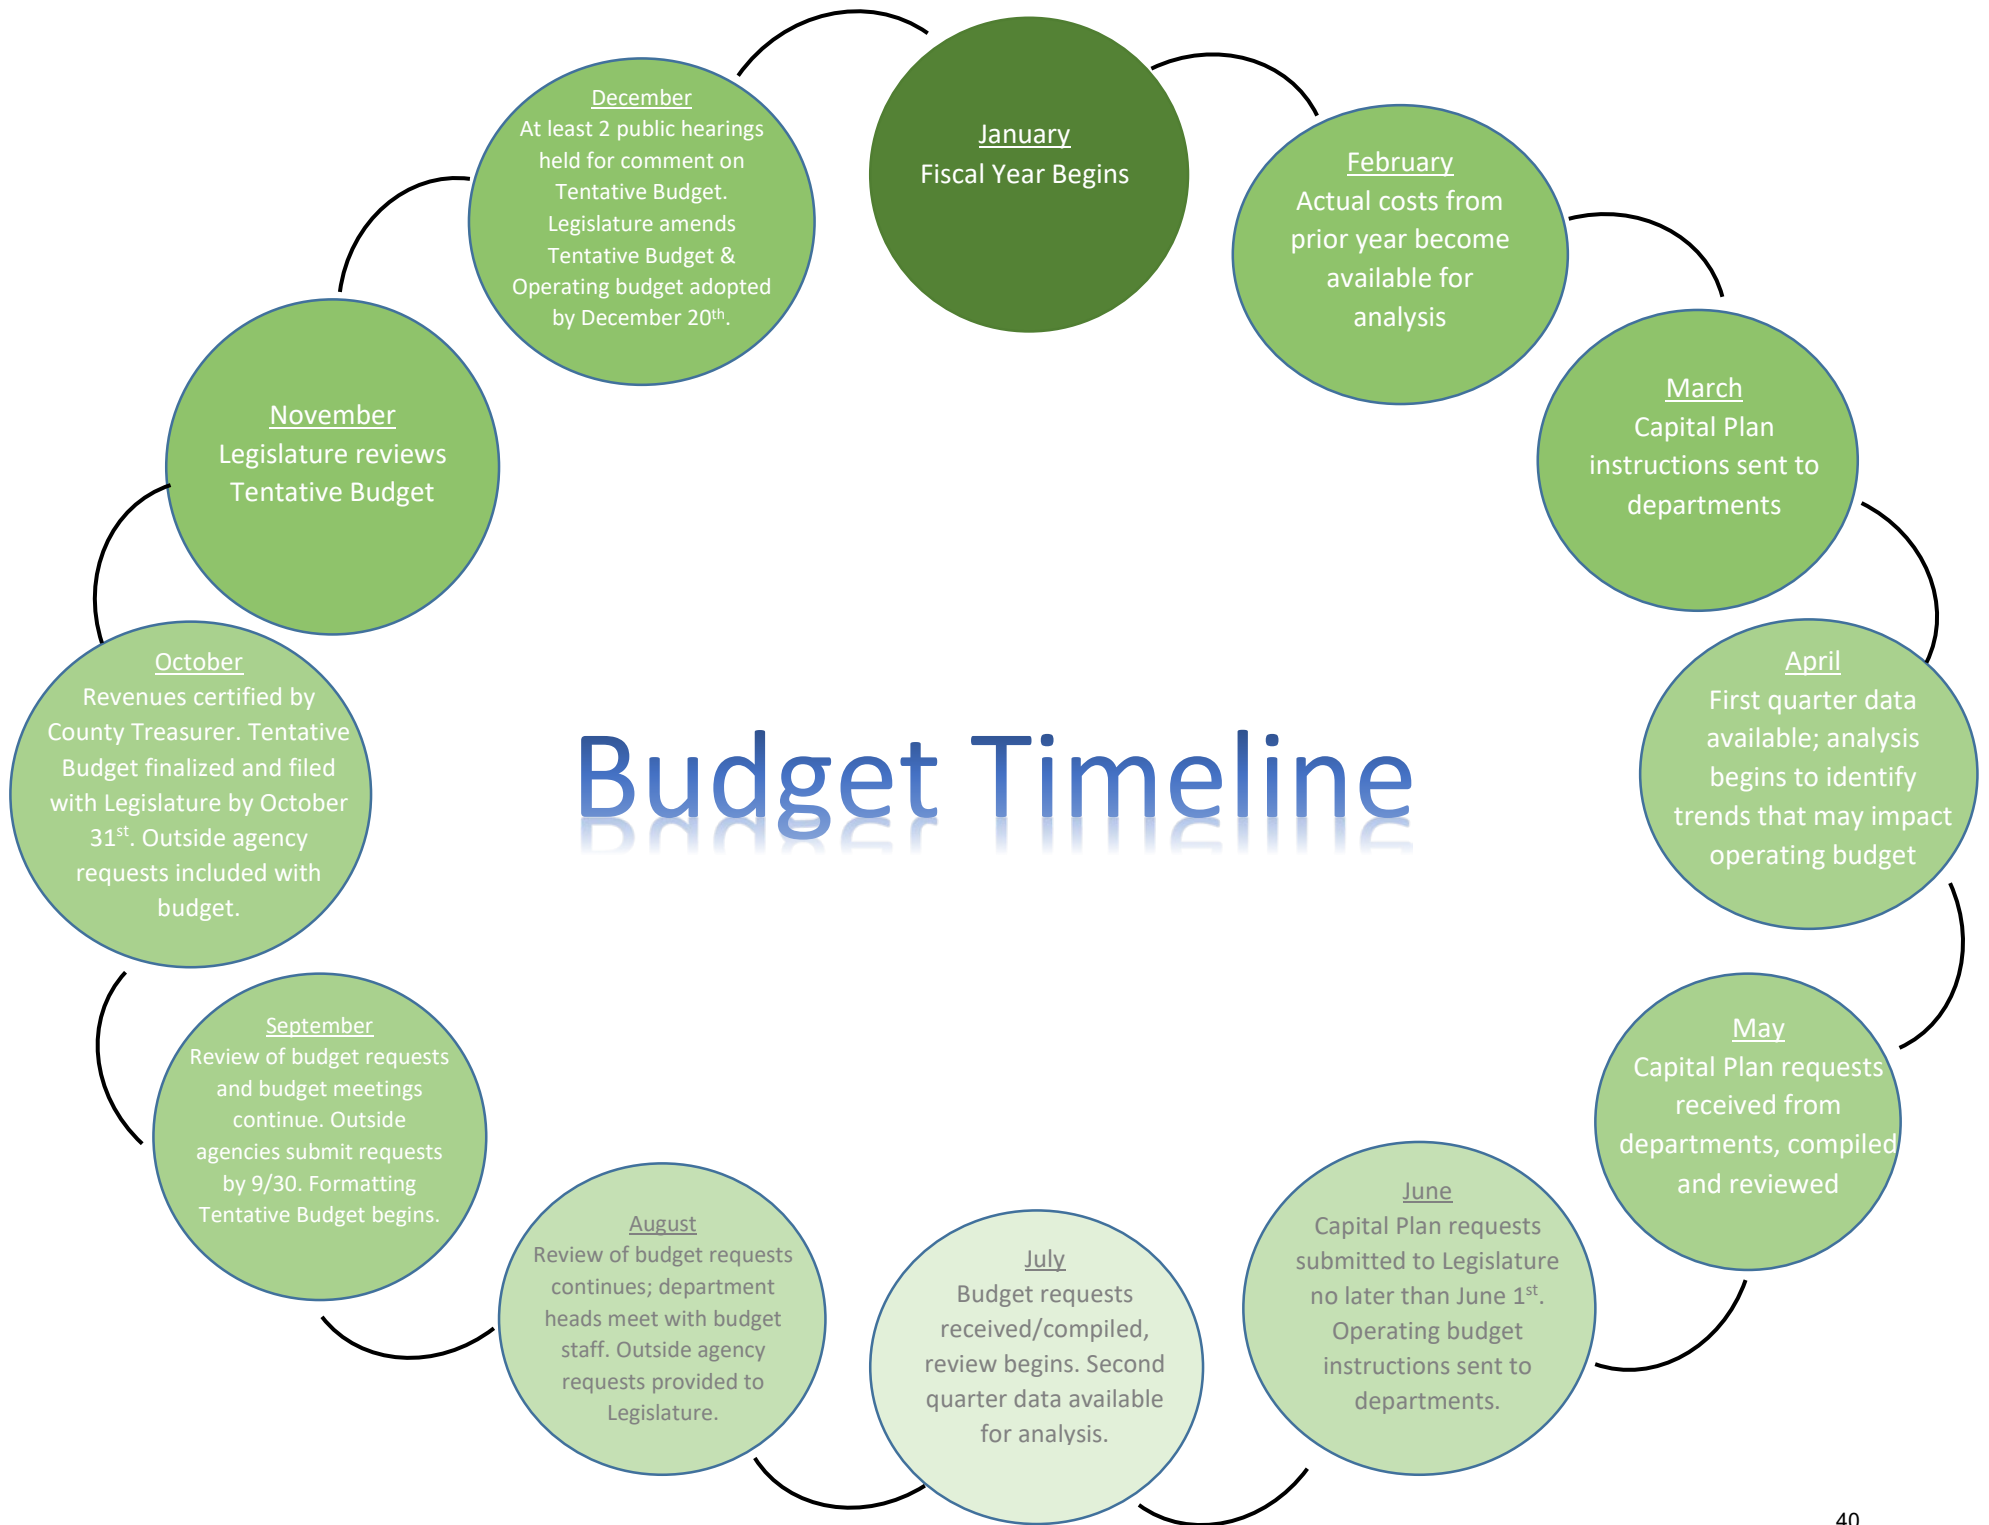 January
Fiscal Year Begins
February
Actual costs from
prior year become
available for
analysis
March
Capital Plan
instructions sent to
departments
April
First quarter data
available; analysis
begins to identify
trends that may impact
operating budget
May
Capital Plan requests
received from
departments, compiled
and reviewed
June
Capital Plan requests
submitted to Legislature
no later than June 1st.
Operating budget
instructions sent to
departments.
July
Budget requests
received/compiled,
review begins. Second
quarter data available
for analysis.
August
Review of budget requests
continues; department
heads meet with budget
staff. Outside agency
requests provided to
Legislature.
September
Review of budget requests
and budget meetings
continue. Outside
agencies submit requests
by 9/30. Formatting
Tentative Budget begins.
October
Revenues certified by
County Treasurer. Tentative
Budget finalized and filed
with Legislature by October
31st. Outside agency
requests included with
budget.
November
Legislature reviews
Tentative Budget
December
At least 2 public hearings
held for comment on
Tentative Budget.
Legislature amends
Tentative Budget &
Operating budget adopted
by December 20th.
Budget Timeline
40